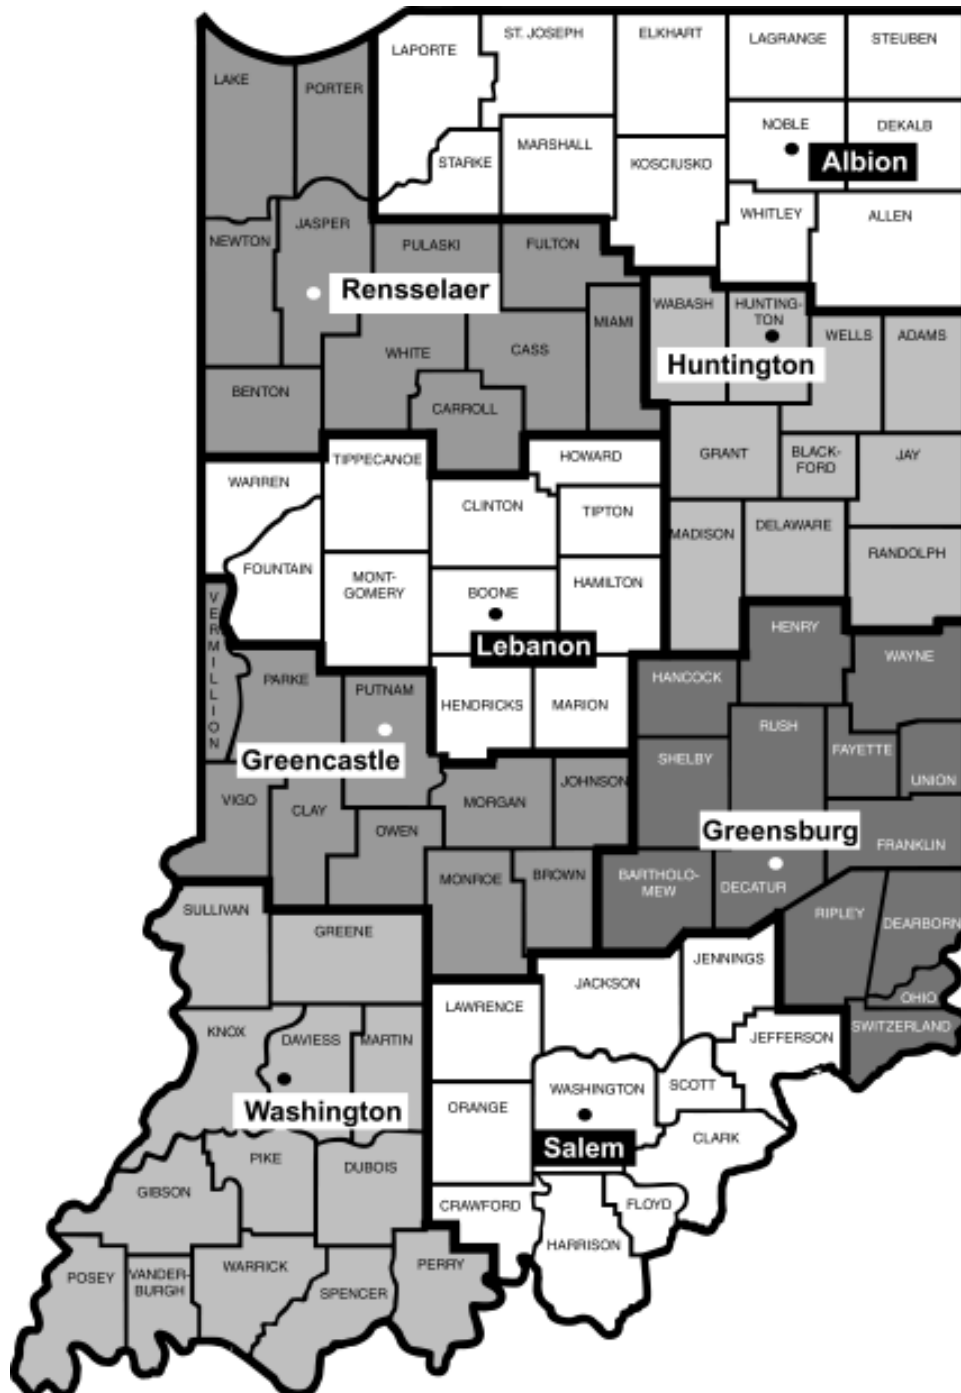 LAPORTE
ST. JOSEPH
ELKHART
LAGRANGE
STEUBEN
LAKE
PORTER
NOBLE
DEKALB
STARKE
MARSHALL
KOSCIUSKO
Albion
WHITLEY
ALLEN
NEWTON
JASPER
PULASKI
FULTON
Rensselaer
WABASH
HUNTING-
TON
MIAMI
WELLS
ADAMS
WHITE
CASS
Huntington
BENTON
CARROLL
TIPPECANOE
HOWARD
GRANT
BLACK-
FORD
JAY
WARREN
CLINTON
TIPTON
MADISON
DELAWARE
RANDOLPH
FOUNTAIN
MONT-
GOMERY
BOONE
HAMILTON
Lebanon
VERMILLION
HENRY
WAYNE
PARKE
PUTNAM
HENDRICKS
MARION
HANCOCK
RUSH
Greencastle
SHELBY
FAYETTE
UNION
VIGO
CLAY
MORGAN
JOHNSON
OWEN
Greensburg
FRANKLIN
MONROE
BROWN
BARTHOLO-
MEW
DECATUR
SULLIVAN
GREENE
RIPLEY
DEARBORN
JENNINGS
JACKSON
LAWRENCE
OHIO
KNOX
DAVIESS
MARTIN
JEFFERSON
SWITZERLAND
WASHINGTON
SCOTT
Washington
ORANGE
Salem
CLARK
PIKE
DUBOIS
GIBSON
CRAWFORD
FLOYD
HARRISON
POSEY
VANDER-
BURGH
WARRICK
SPENCER
PERRY